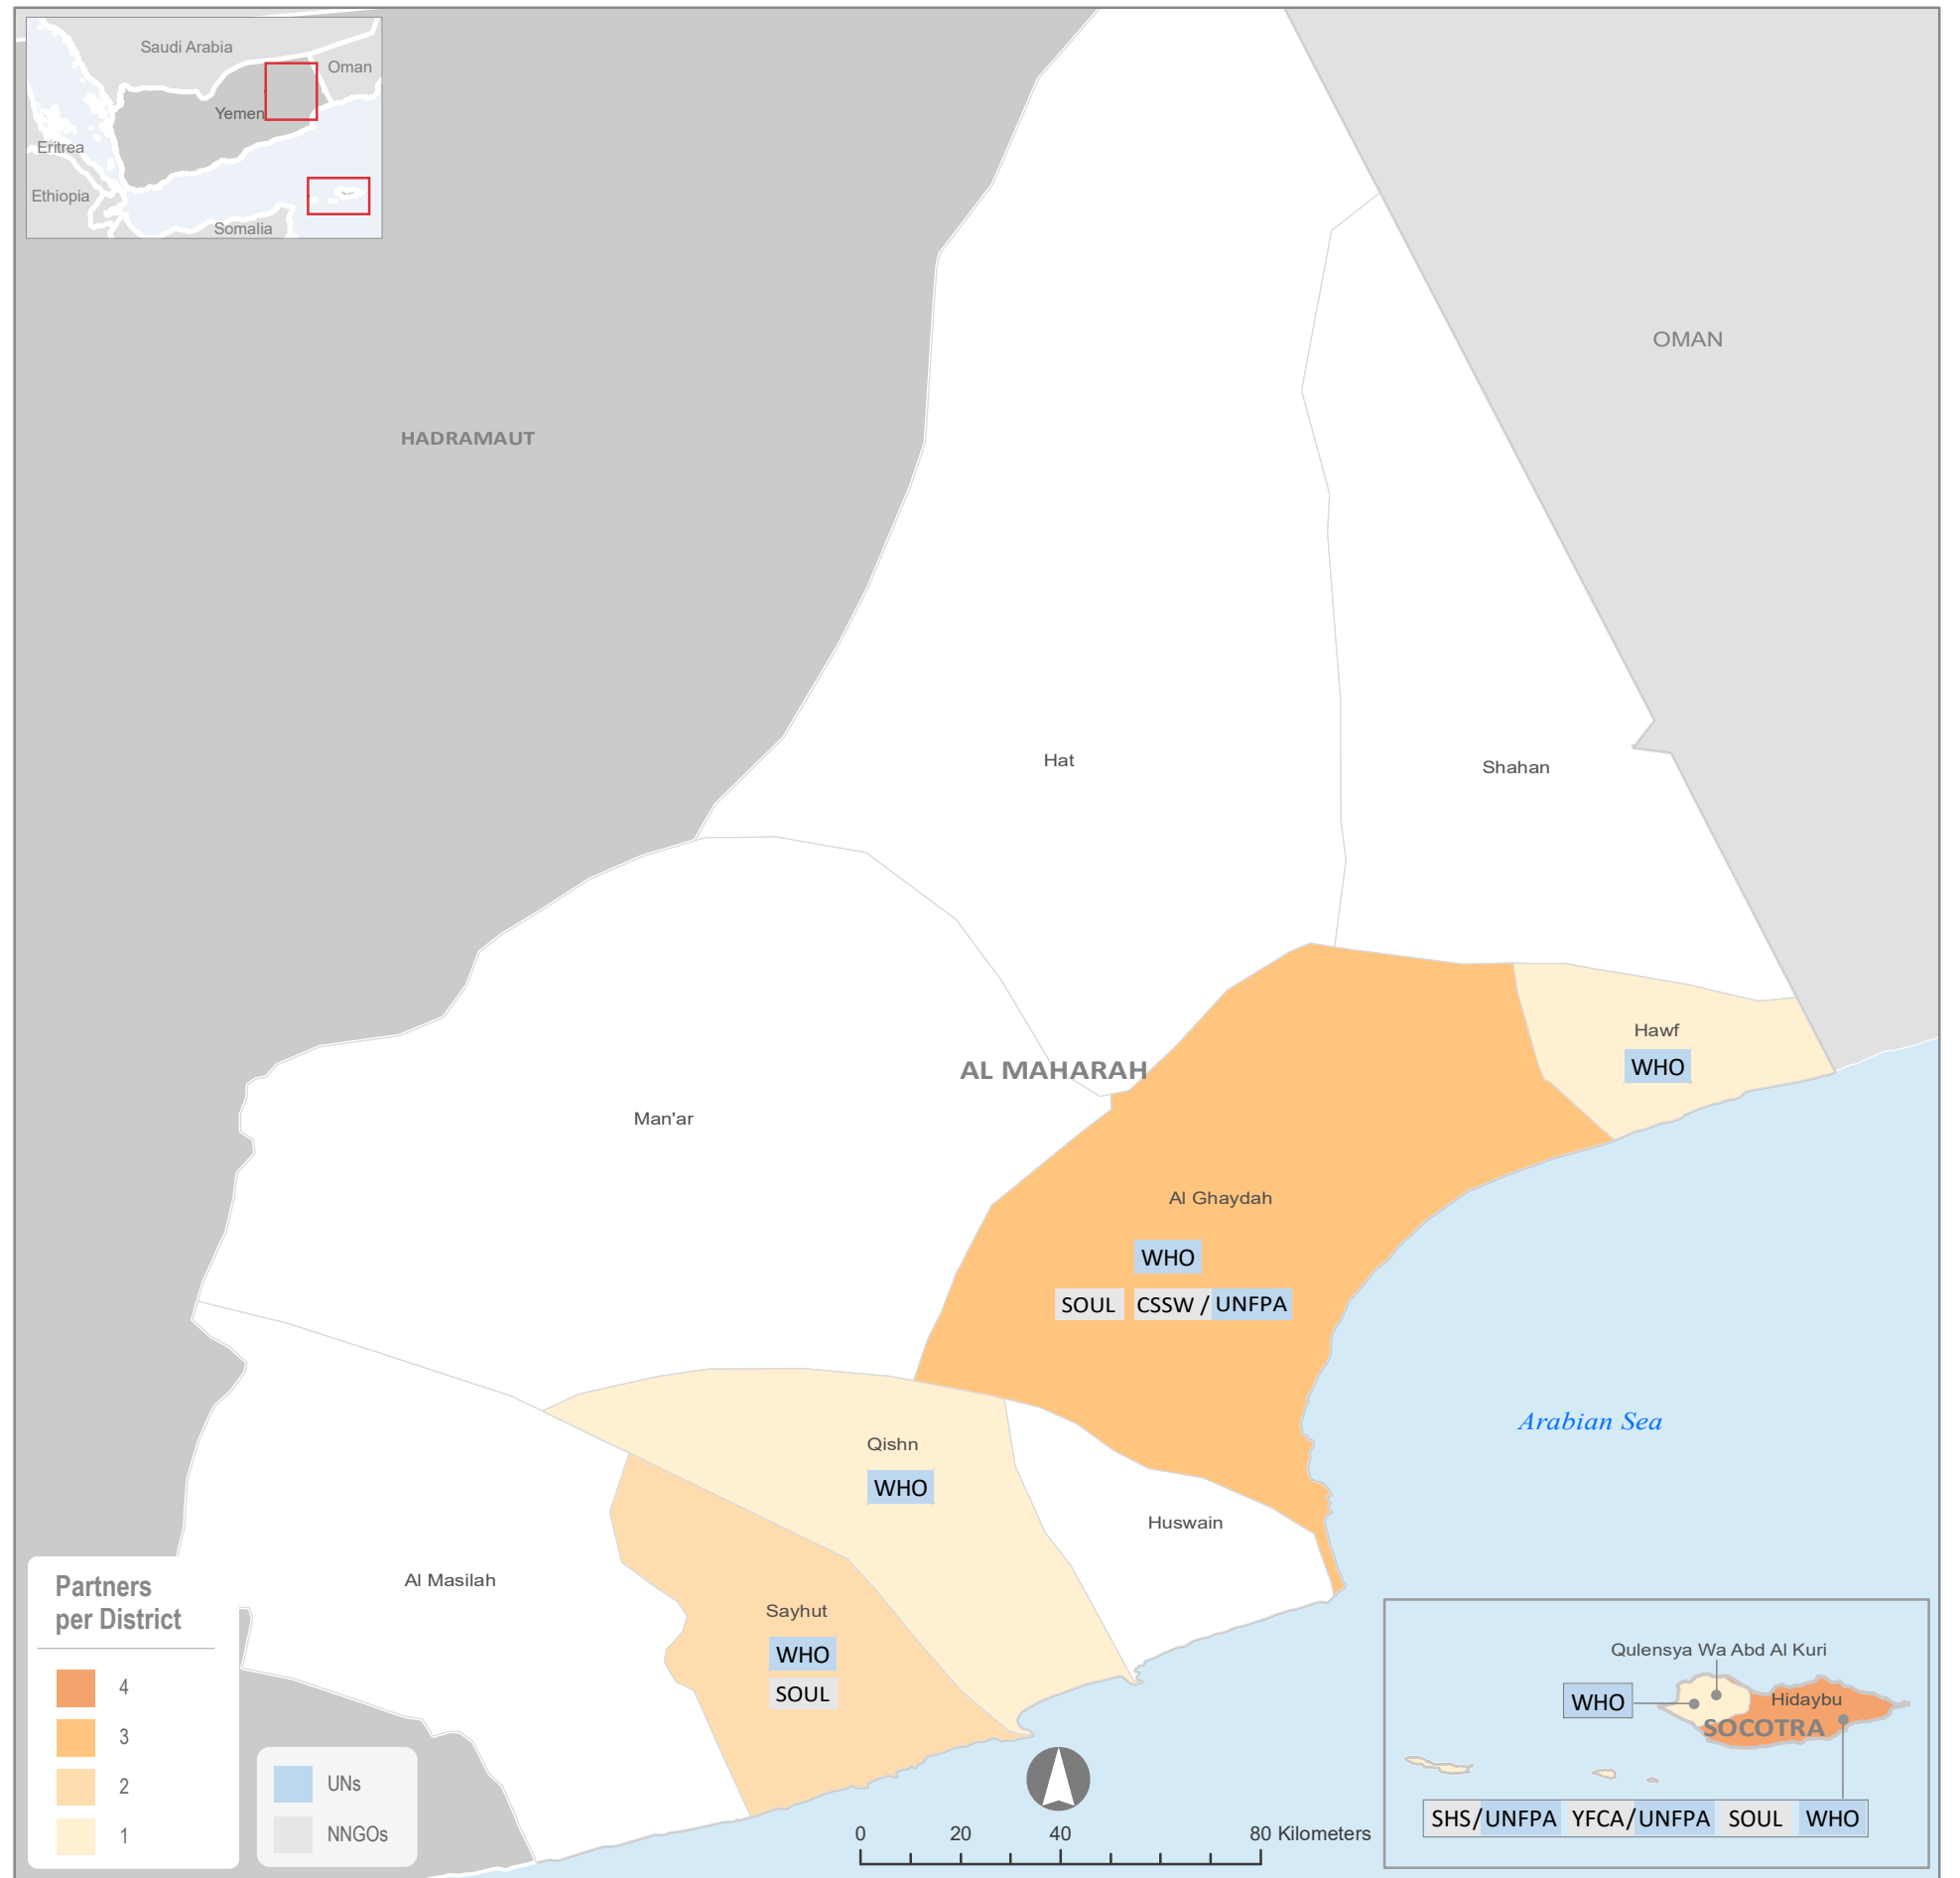 Saudi Arabia
Oman
Yemen
Eritrea
Ethiopia
Somalia
OMAN
HADRAMAUT
Hat
Shahan
Hawf
WHO
AL MAHARAH
Man'ar
Al Ghaydah
WHO
SOUL CSSW / UNFPA
Arabian Sea
Qishn
WHO
Huswain
Al Masilah
Sayhut
WHO
SOUL
Partners
per District
4
3
2
1
UNs
NNGOs
0 20 40 80 Kilometers
Qulensya Wa Abd Al Kuri
WHO
Hidaybu
SOCOTRA
SHS/UNFPA YFCA/UNFPA SOUL WHO